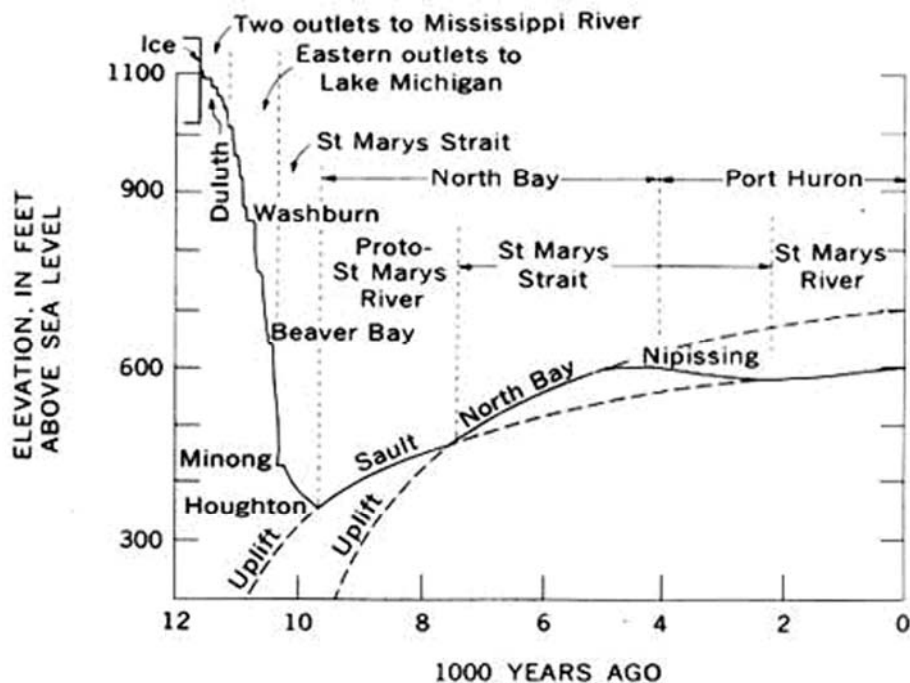 Two outlets to Mississippi River
Ice
Eastern outlets to
Lake Michigan
1100
St Marys Strait
Duluth
900
North Bay
Port Huron
Washburn
Proto-
St Marys
River
St Marys
Strait
St Marys
River
Beaver Bay
600
Nipissing
North Bay
Sault
Minong
Houghton
Uplift
Uplift
300
12
10
8
6
4
2
0
1000 YEARS AGO
ELEVATION, IN FEET
ABOVE SEA LEVEL